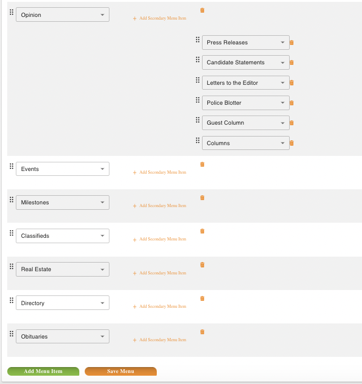 Opinion
+ Add Secondary Menu Item
Press Releases
Candidate Statements
Letters to the Editor
Police Blotter
Guest Column
Columns
Events
+ Add Secondary Menu Item
Milestones
+ Add Secondary Menu Item
Classifieds
+ Add Secondary Menu Item
Real Estate
+ Add Secondary Menu Item
Directory
+ Add Secondary Menu Item
Obituaries
+ Add Secondary Menu Item
Add Menu Item Save Menu